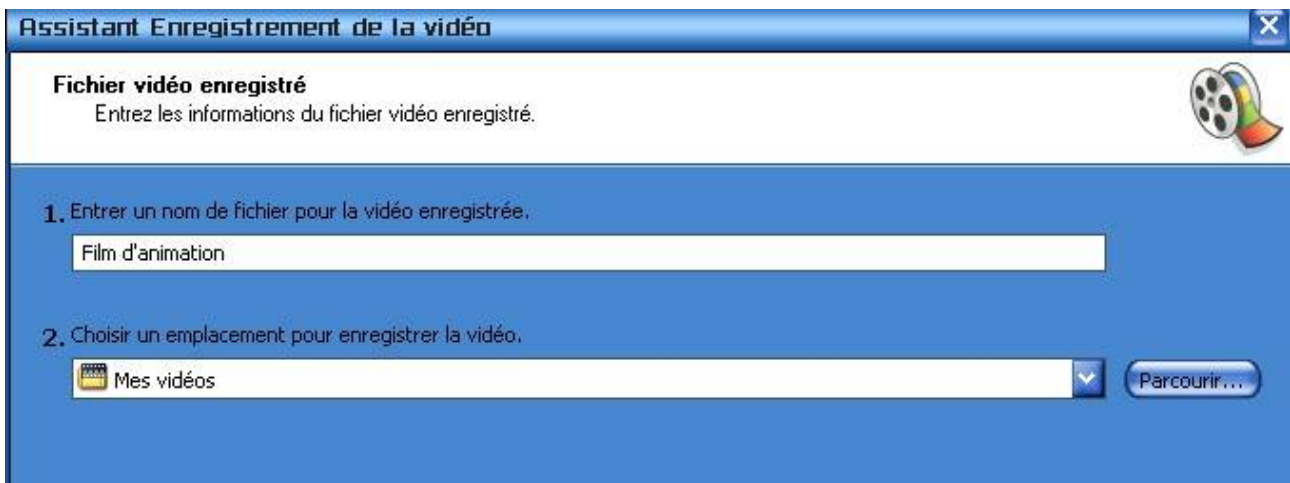 Assistant Enregistrement de la vidéo
Fichier vidéo enregistré
Entrez les informations du fichier vidéo enregistré.
1. Entrer un nom de fichier pour la vidéo enregistrée.
Film d'animation
2. Choisir un emplacement pour enregistrer la vidéo.
Mes vidéos
Parcourir...